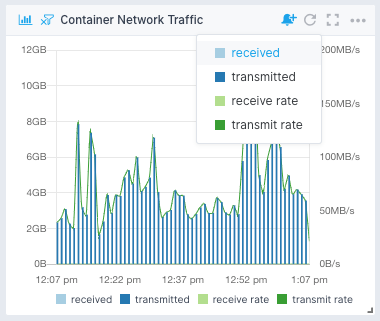 Container Network Traffic
12GB
10GB
8GB
6GB
4GB
2GB
0B
received
transmitted
receive rate
transmit rate
200MB/s
150MB/s
100MB/s
50MB/s
0B/s
12:07 pm 12:22 pm 12:37 pm 12:52 pm 1:07 pm
received transmitted receive rate transmit rate